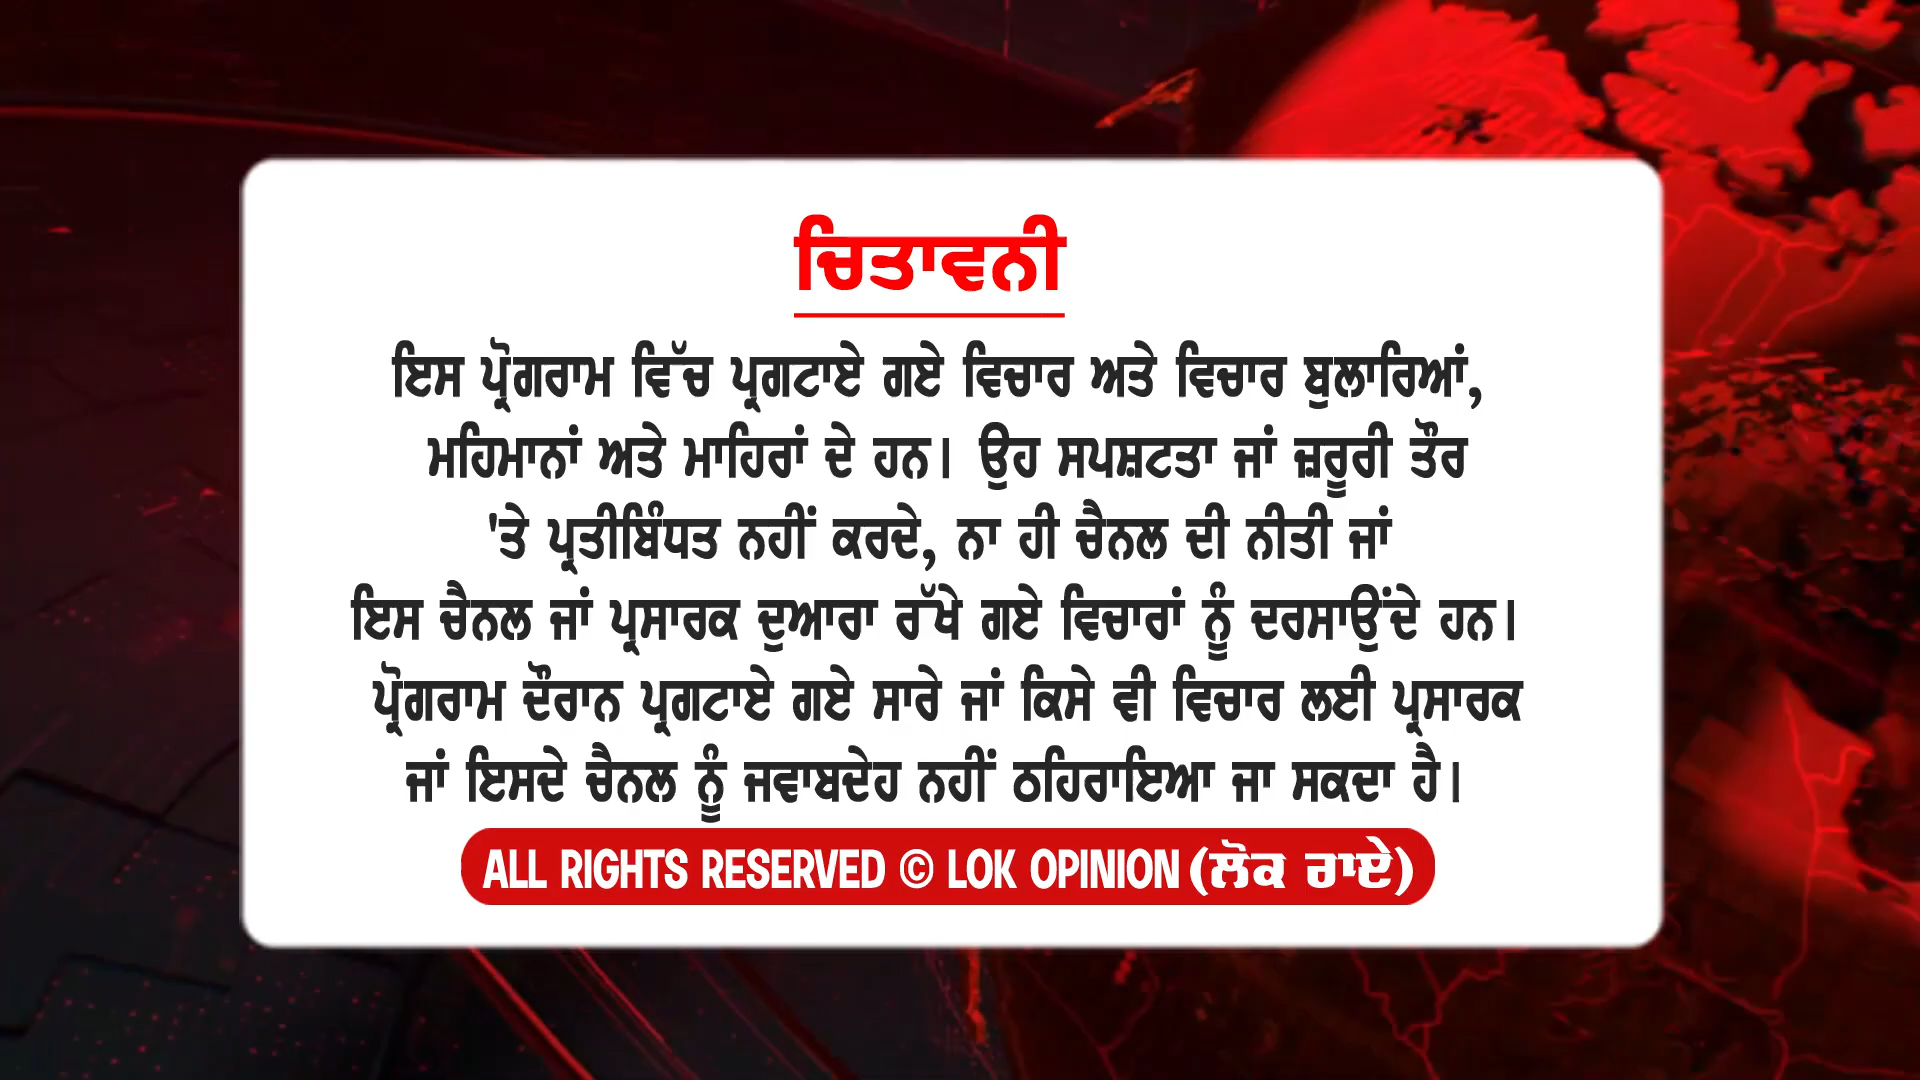 ਚਿਤਾਵਨੀ
ਇਸ ਪ੍ਰੋਗਰਾਮ ਵਿੱਚ ਪ੍ਰਗਟਾਏ ਗਏ ਵਿਚਾਰ ਅਤੇ ਵਿਚਾਰ ਬੁਲਾਰਿਆਂ,
ਮਹਿਮਾਨਾਂ ਅਤੇ ਮਾਹਿਰਾਂ ਦੇ ਹਨ। ਉਹ ਸਪਸ਼ਟਤਾ ਜਾਂ ਜ਼ਰੂਰੀ ਤੌਰ
'ਤੇ ਪ੍ਰਤੀਬਿੰਧਤ ਨਹੀਂ ਕਰਦੇ, ਨਾ ਹੀ ਚੈਨਲ ਦੀ ਨੀਤੀ ਜਾਂ
ਇਸ ਚੈਨਲ ਜਾਂ ਪ੍ਰਸਾਰਕ ਦੁਆਰਾ ਰੱਖੇ ਗਏ ਵਿਚਾਰਾਂ ਨੂੰ ਦਰਸਾਉਂਦੇ ਹਨ।
ਪ੍ਰੋਗਰਾਮ ਦੌਰਾਨ ਪ੍ਰਗਟਾਏ ਗਏ ਸਾਰੇ ਜਾਂ ਕਿਸੇ ਵੀ ਵਿਚਾਰ ਲਈ ਪ੍ਰਸਾਰਕ
ਜਾਂ ਇਸਦੇ ਚੈਨਲ ਨੂੰ ਜਵਾਬਦੇਹ ਨਹੀਂ ਠਹਿਰਾਇਆ ਜਾ ਸਕਦਾ ਹੈ।
ALL RIGHTS RESERVED © LOK OPINION (ਲੋਕ ਰਾਏ)